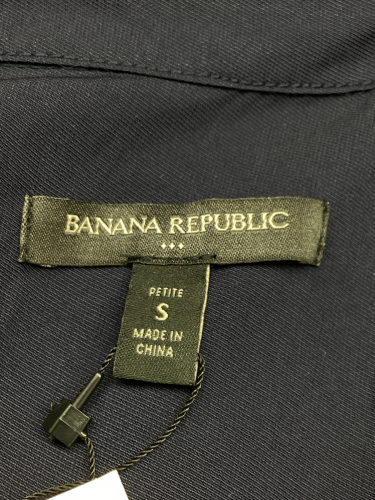 BANANA REPUBLIC
PETITE
S
MADE IN
CHINA